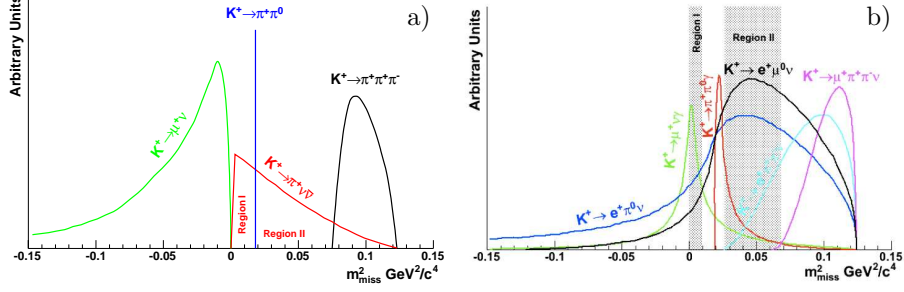 a)
Arbitrary Units
K⁺→π⁺π⁰
K⁺→π⁺π⁺π⁻
K⁺→μ⁺ν
K⁺→π⁺νν̄
Region I
Region II
-0.15 -0.1 -0.05 0 0.05 0.1 0.15
m²miss GeV²/c⁴
b)
Arbitrary Units
Region I
Region II
K⁺→e⁺μ⁰ν
K⁺→μ⁺π⁺π⁻ν
K⁺→π⁺π⁰γ
K⁺→μ⁺νγ
K⁺→e⁺π⁰ν
-0.15 -0.1 -0.05 0 0.05 0.1 0.15
m²miss GeV²/c⁴